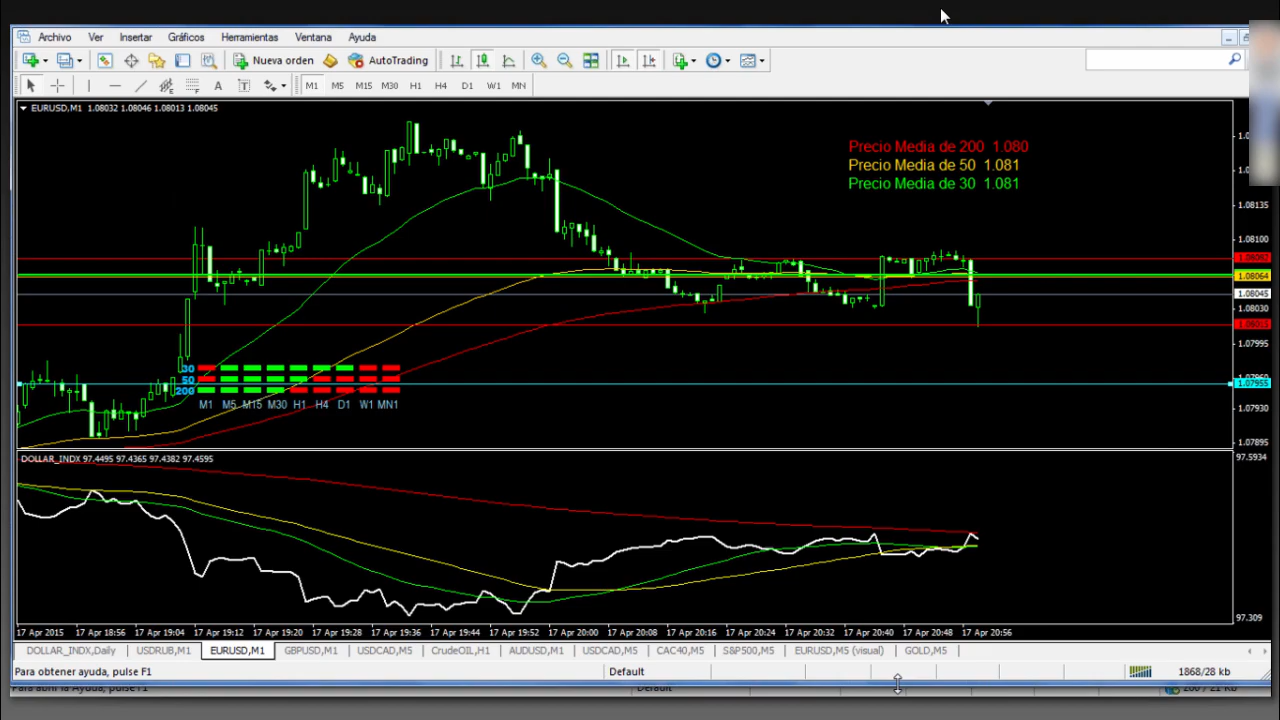 Archivo Ver Insertar Gráficos Herramientas Ventana Ayuda
Nueva orden AutoTrading
A T M1 M5 M15 M30 H1 H4 D1 W1 MN
EURUSD,M1 1.08032 1.08046 1.08013 1.08045
Precio Media de 200 1.080
Precio Media de 50 1.081
Precio Media de 30 1.081
1.08135
1.08100
1.08064
1.08045
1.08030
1.07995
1.07955
1.07930
1.07895
30
50
200
M1 M5 M15 M30 H1 H4 D1 W1 MN1
DOLLAR_INDX 97.4495 97.4365 97.4382 97.4595
97.5934
97.309
17 Apr 2015 17 Apr 18:56 17 Apr 19:04 17 Apr 19:12 17 Apr 19:20 17 Apr 19:28 17 Apr 19:36 17 Apr 19:44 17 Apr 19:52 17 Apr 20:00 17 Apr 20:08 17 Apr 20:16 17 Apr 20:24 17 Apr 20:32 17 Apr 20:40 17 Apr 20:48 17 Apr 20:56
DOLLAR_INDX,Daily USDRUB,M1 EURUSD,M1 GBPUSD,M1 USDCAD,M5 CrudeOIL,H1 AUDUSD,M1 USDCAD,M5 CAC40,M5 S&P500,M5 EURUSD,M5 (visual) GOLD,M5
Para obtener ayuda, pulse F1 Default 1868/28 kb
Para abrir la Ayuda, pulse F1 Default